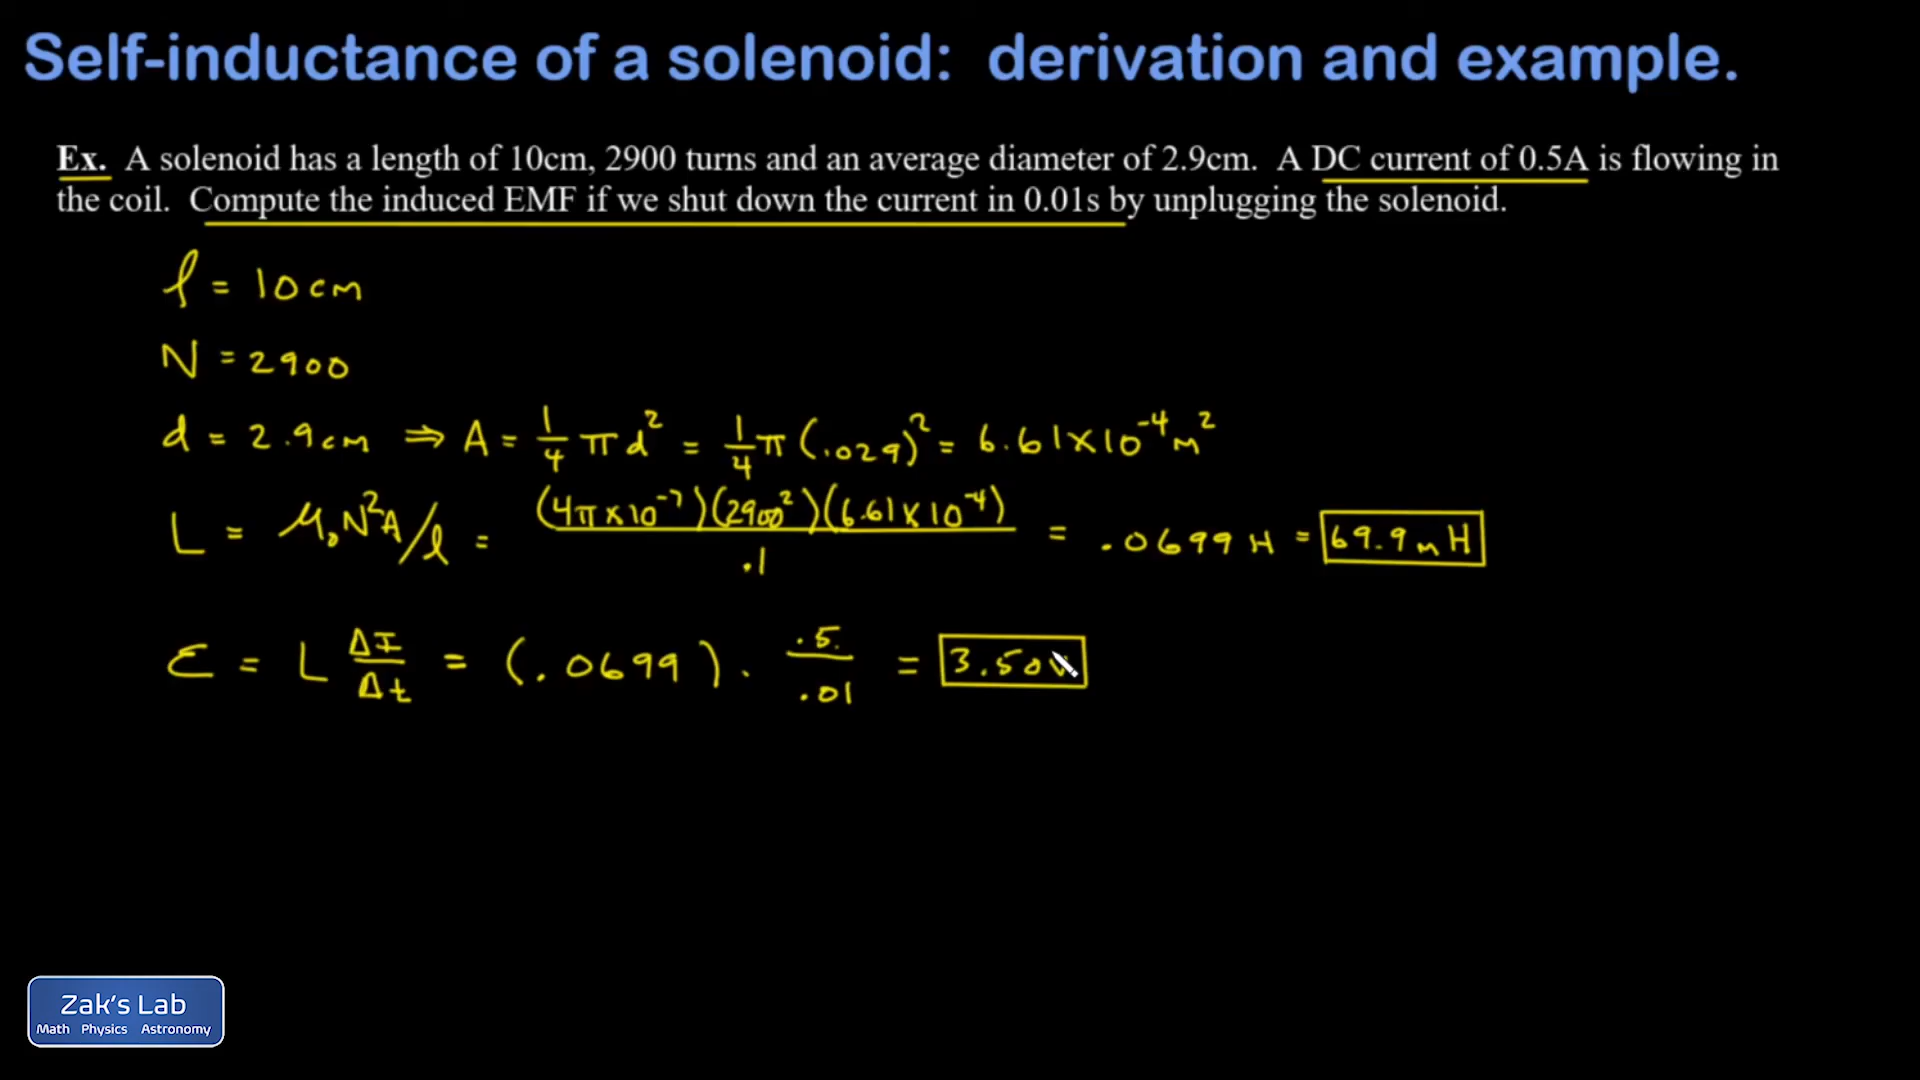 Self-inductance of a solenoid: derivation and example.
Ex. A solenoid has a length of 10cm, 2900 turns and an average diameter of 2.9cm. A DC current of 0.5A is flowing in
the coil. Compute the induced EMF if we shut down the current in 0.01s by unplugging the solenoid.
ℓ = 10cm
N = 2900
d = 2.9cm ⇒ A = 1/4 πd² = 1/4 π(.029)² = 6.61×10⁻⁴m²
L = μ₀N²A/ℓ = (4π×10⁻⁷)(2900²)(6.61×10⁻⁴)/.1 = .0699 H = 69.9mH
ε = L ΔI/Δt = (.0699) · .5/.01 = 3.50V
Zak's Lab
Math Physics Astronomy